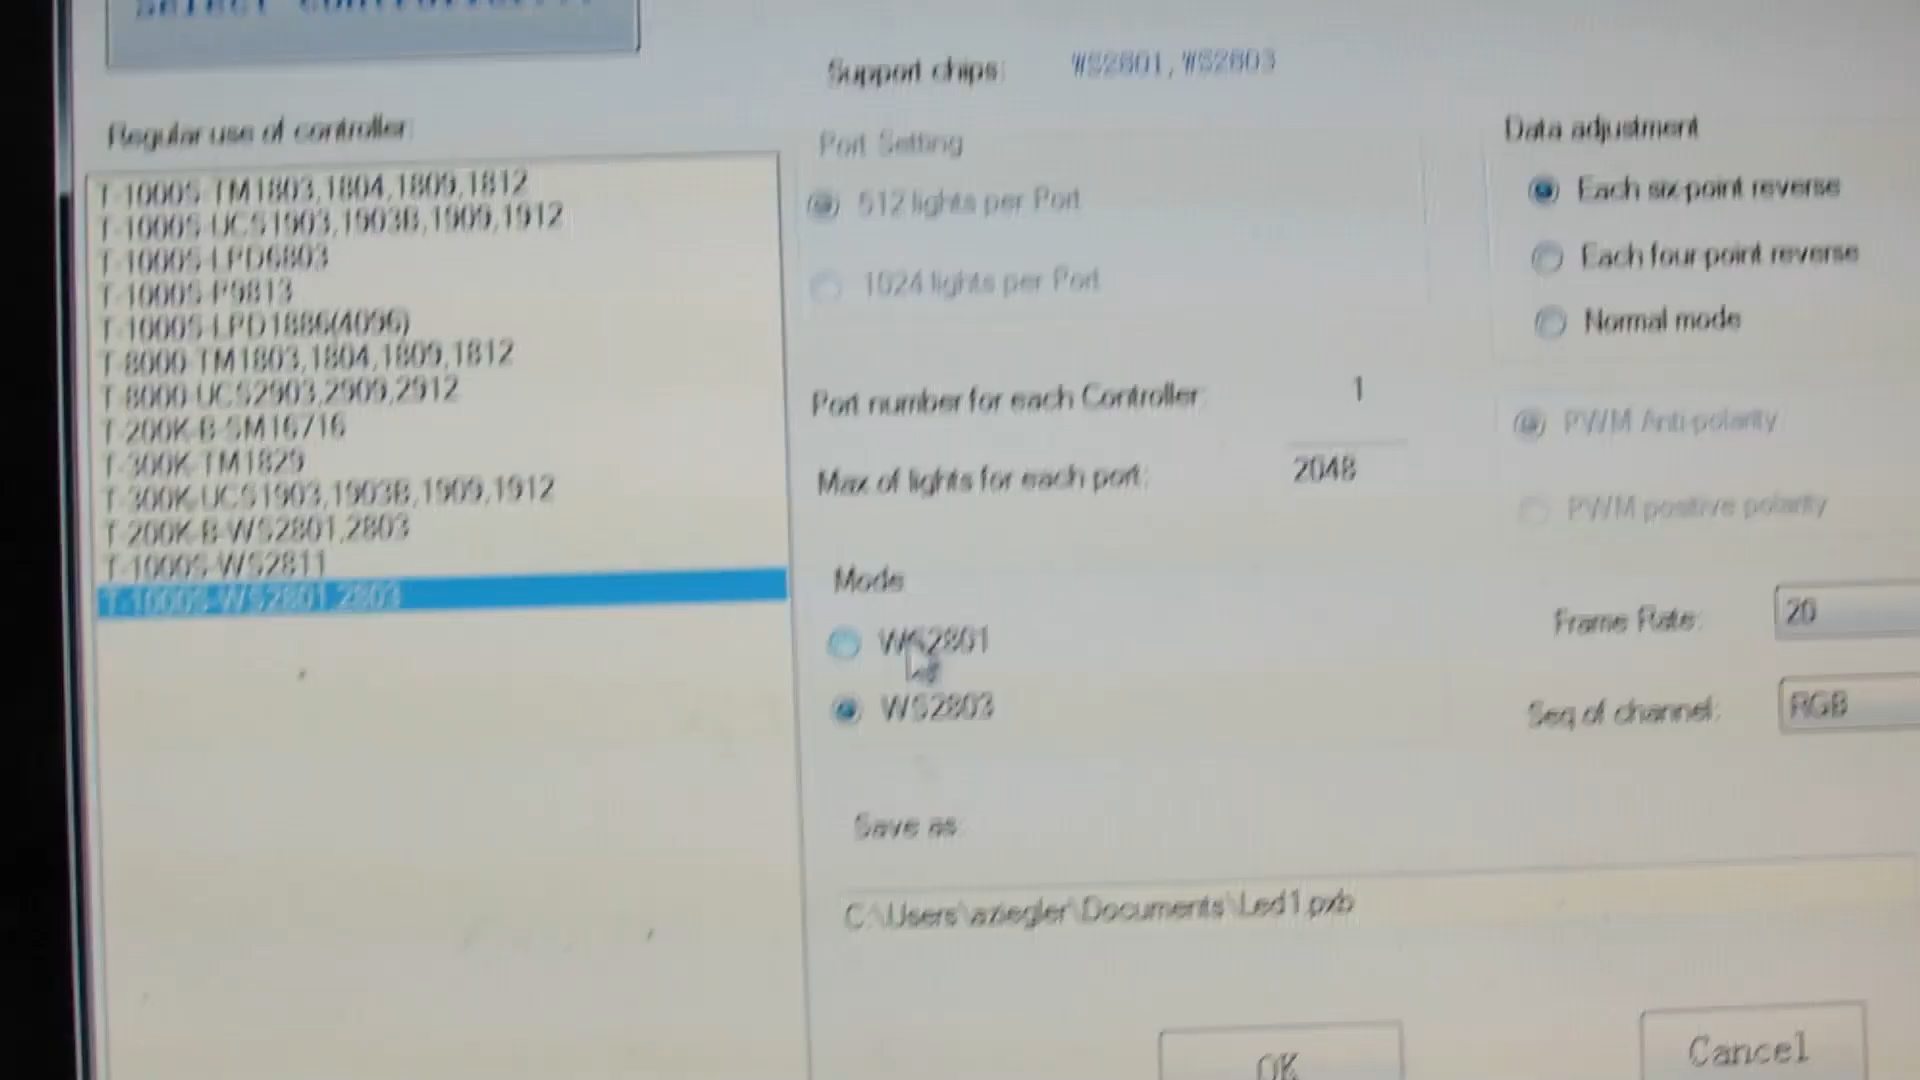 Select controller...
Support chips: WS2801,WS2803
Regular use of controller:
T-1000S-TM1803,1804,1809,1812
T-1000S-UCS1903,1903B,1909,1912
T-1000S-LPD6803
T-1000S-P9813
T-1000S-LPD1886(4096)
T-8000-TM1803,1804,1809,1812
T-8000-UCS2903,2909,2912
T-200K-B-SM16716
T-300K-TM1829
T-300K-UCS1903,1903B,1909,1912
T-200K-B-WS2801,2803
T-1000S-WS2811
T-1000S-WS2801,2803
Port Setting
512 lights per Port
1024 lights per Port
Port number for each Controller: 1
Max of lights for each port: 2048
Mode
WS2801
WS2803
Save as:
C:\Users\aziegler\Documents\Led1.pxb
Data adjustment
Each six-point reverse
Each four-point reverse
Normal mode
PWM Anti-polarity
PWM positive polarity
Frame Rate: 20
Seq of channel: RGB
OK
Cancel